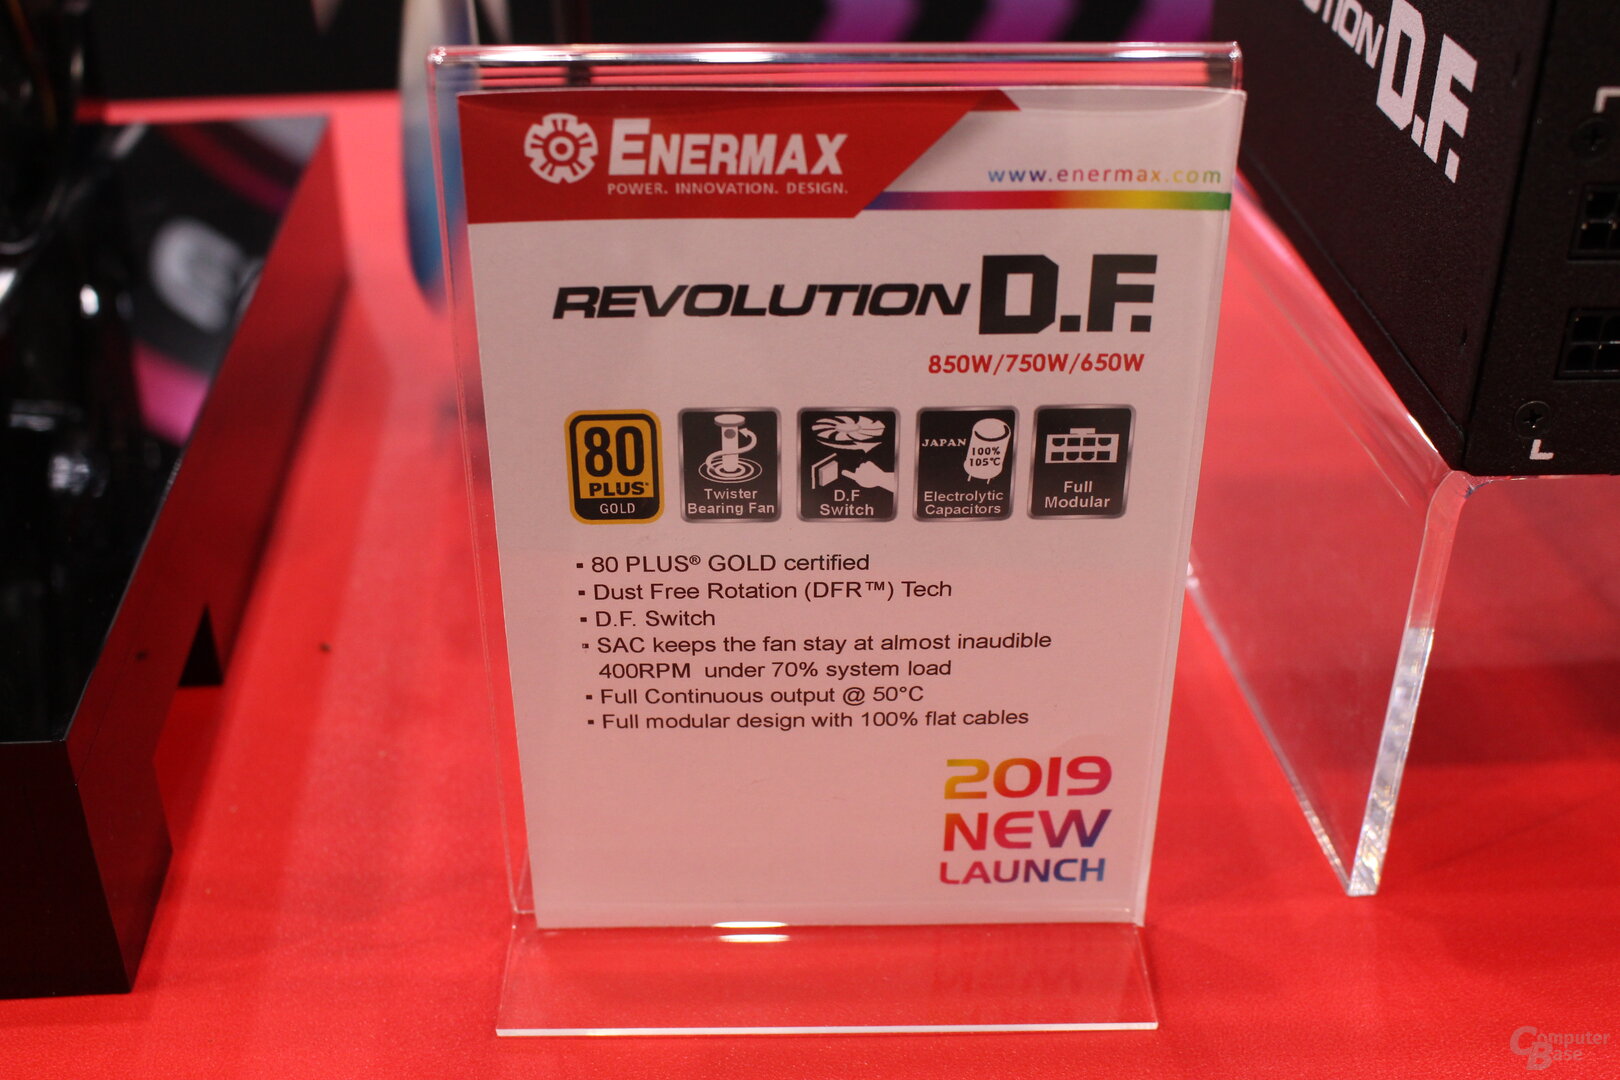 ENERMAX
POWER. INNOVATION. DESIGN.
www.enermax.com
REVOLUTION D.F.
850W/750W/650W
80 PLUS® GOLD
Twister Bearing Fan
D.F Switch
JAPAN 100% 105°C
Electrolytic Capacitors
Full Modular
▪ 80 PLUS® GOLD certified
▪ Dust Free Rotation (DFR™) Tech
▪ D.F. Switch
▪ SAC keeps the fan stay at almost inaudible
400RPM under 70% system load
▪ Full Continuous output @ 50°C
▪ Full modular design with 100% flat cables
2019
NEW
LAUNCH
D.F.
L
Computer
Base